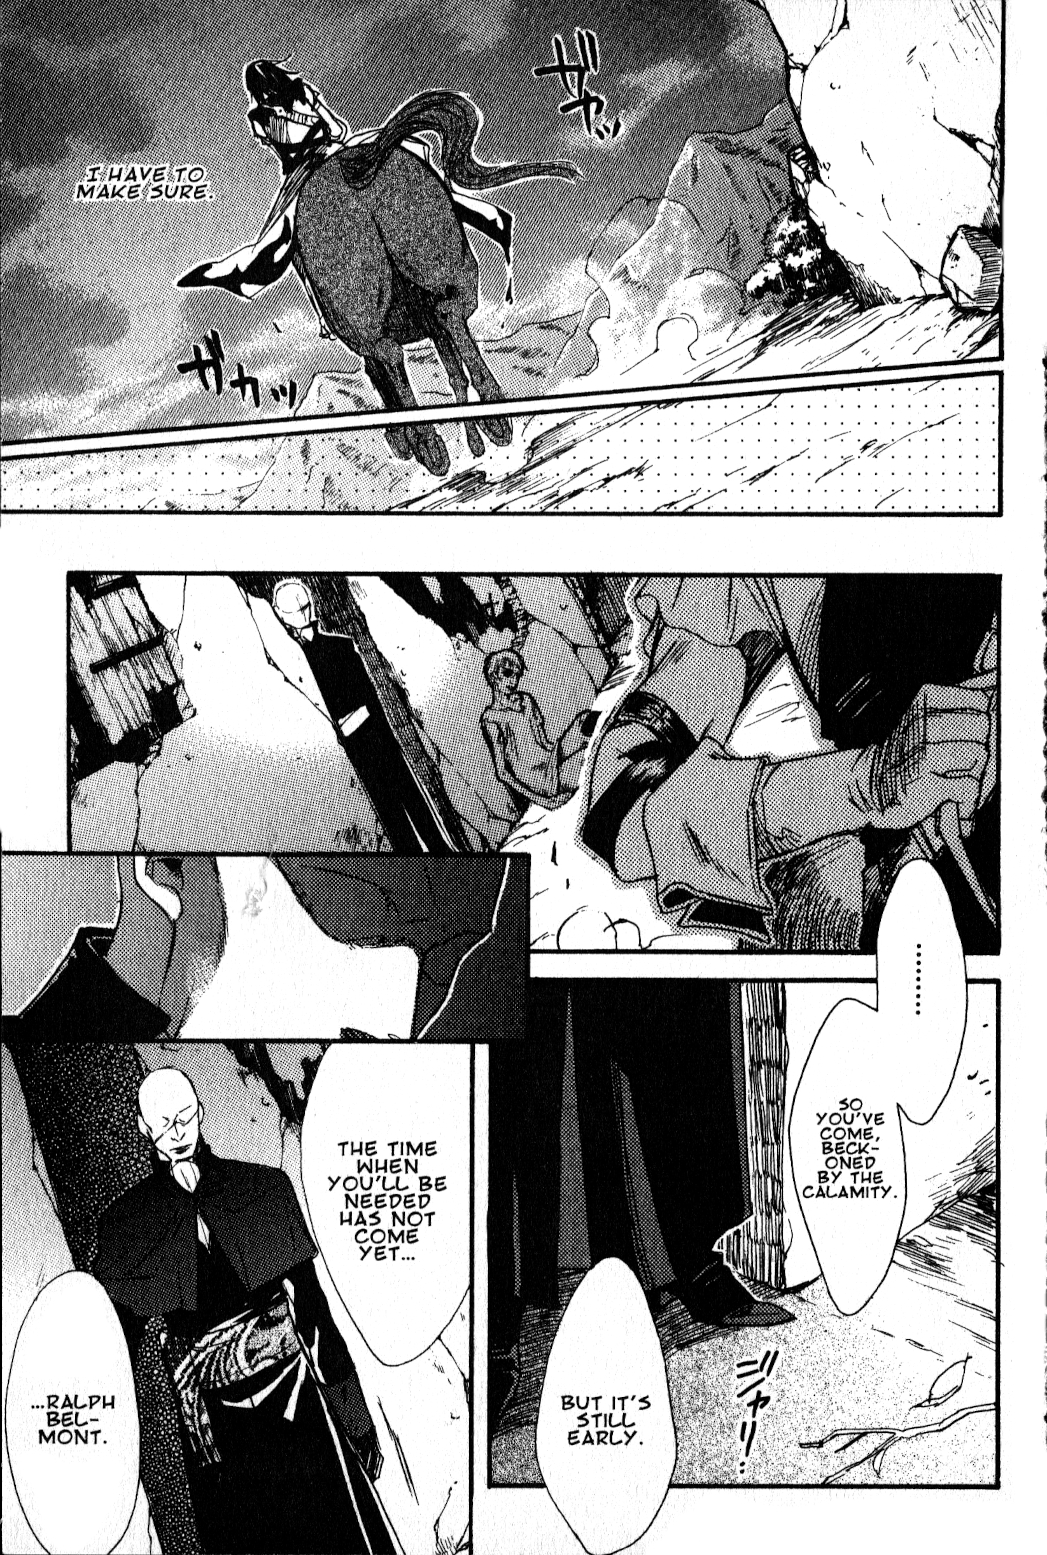 ザザッ
I HAVE TO
MAKE SURE.
ガカッ
.........
SO
YOU'VE
COME,
BECK-
ONED
BY THE
CALAMITY.
BUT IT'S
STILL
EARLY.
ジャリ...
THE TIME
WHEN
YOU'LL BE
NEEDED
HAS NOT
COME
YET...
...RALPH
BEL-
MONT.